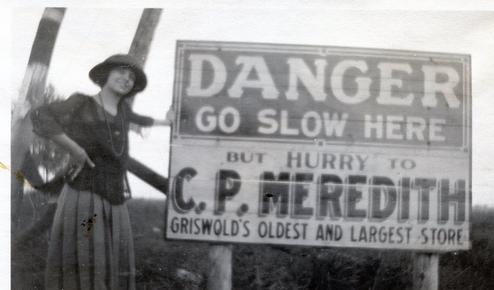 DANGER
GO SLOW HERE
BUT HURRY TO
C. P. MEREDITH
GRISWOLD'S OLDEST AND LARGEST STORE